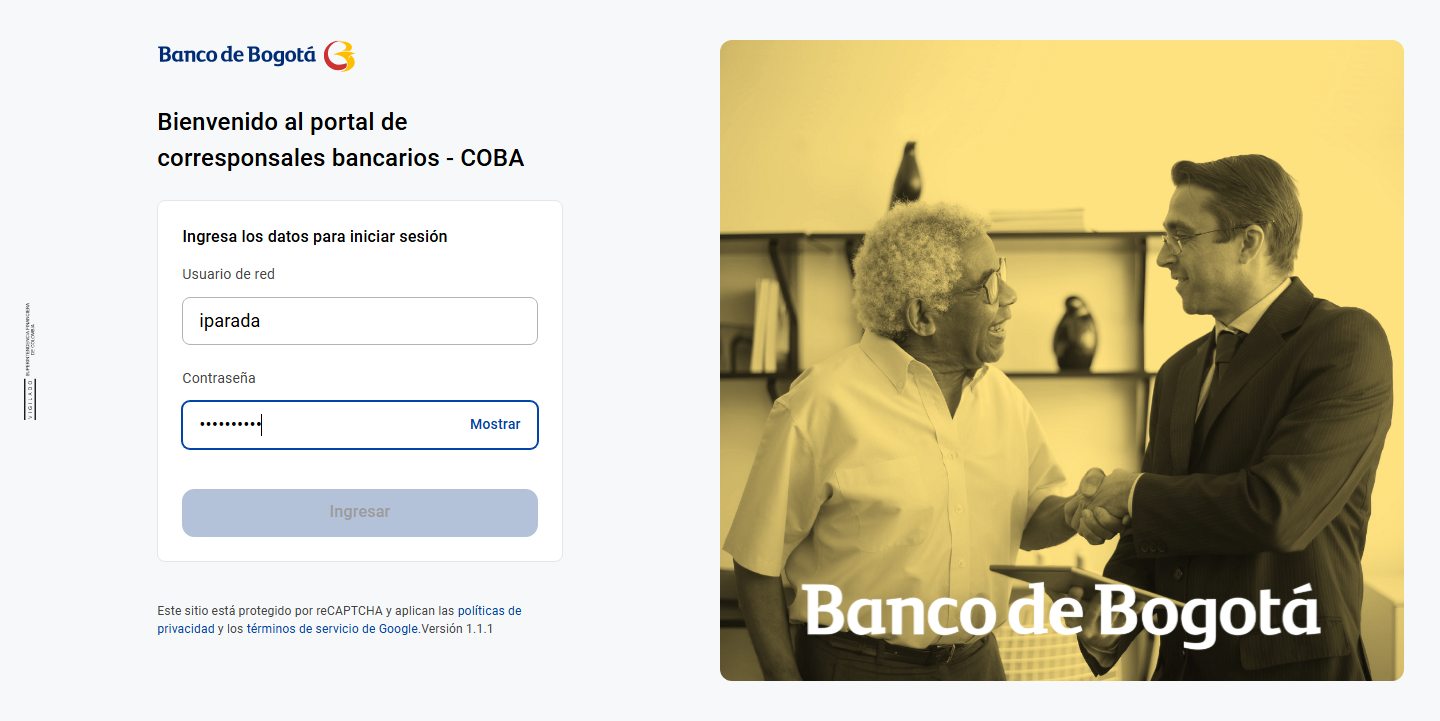 Banco de Bogotá
Bienvenido al portal de
corresponsales bancarios - COBA
Ingresa los datos para iniciar sesión
Usuario de red
iparada
Contraseña
••••••••••
Mostrar
Ingresar
Este sitio está protegido por reCAPTCHA y aplican las políticas de
privacidad y los términos de servicio de Google.Versión 1.1.1
VIGILADO
SUPERINTENDENCIA FINANCIERA
DE COLOMBIA
Banco de Bogotá